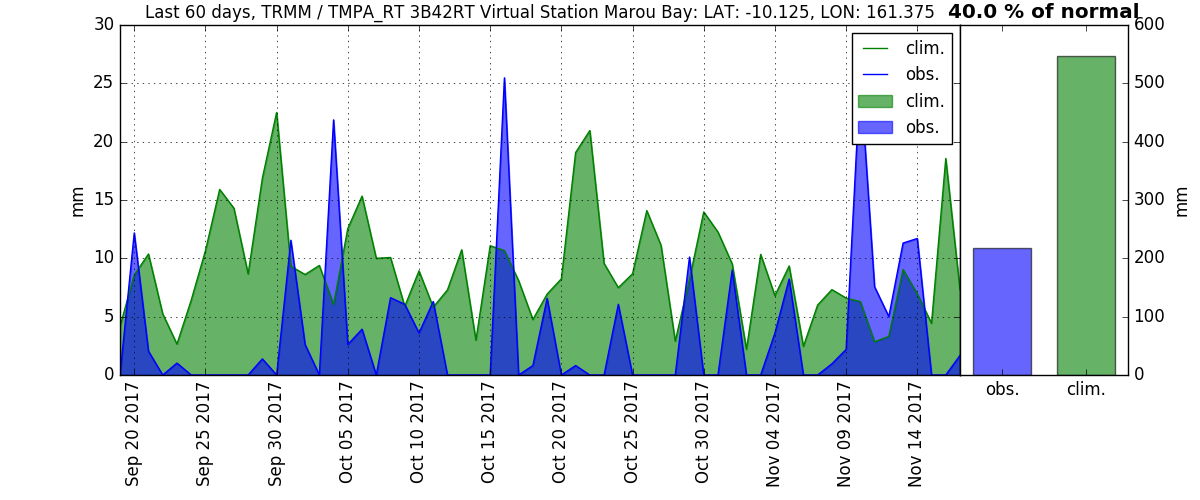 Last 60 days, TRMM / TMPA_RT 3B42RT Virtual Station Marou Bay: LAT: -10.125, LON: 161.375
40.0 % of normal
30
25
20
15
10
5
0
mm
clim.
obs.
clim.
obs.
600
500
400
300
200
100
0
mm
obs.
clim.
Sep 20 2017
Sep 25 2017
Sep 30 2017
Oct 05 2017
Oct 10 2017
Oct 15 2017
Oct 20 2017
Oct 25 2017
Oct 30 2017
Nov 04 2017
Nov 09 2017
Nov 14 2017